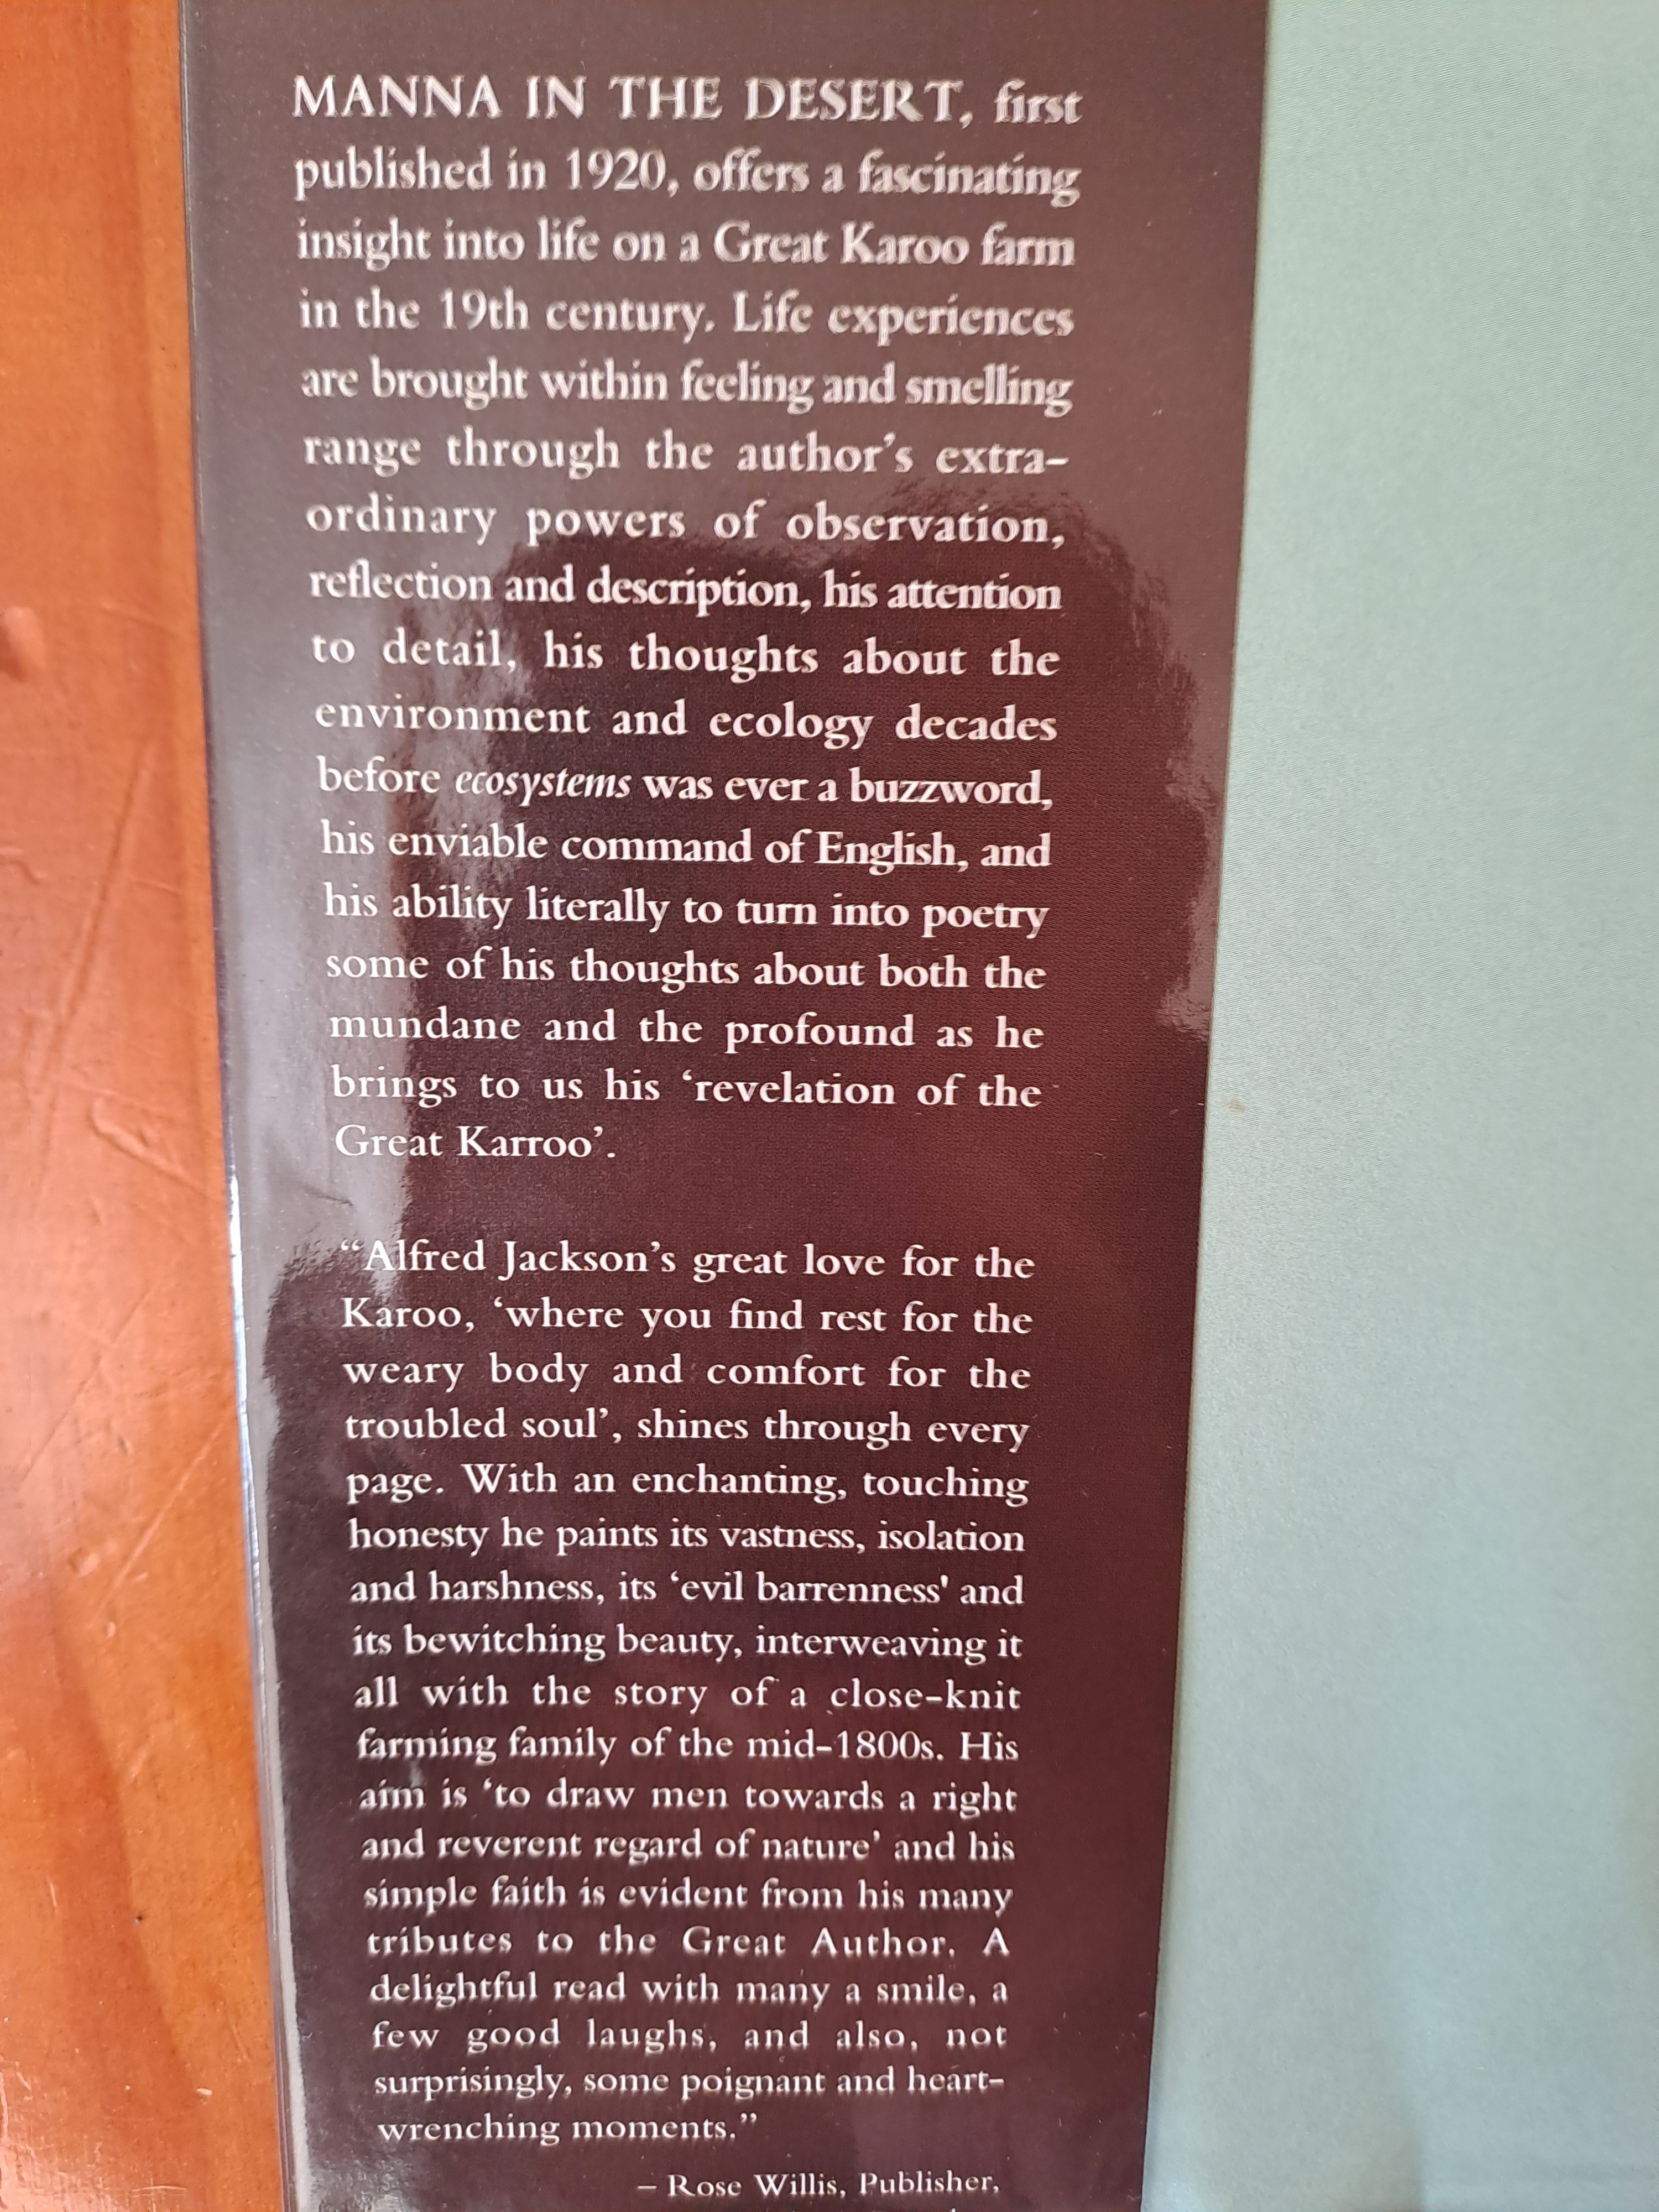 MANNA IN THE DESERT, first
published in 1920, offers a fascinating
insight into life on a Great Karoo farm
in the 19th century. Life experiences
are brought within feeling and smelling
range through the author's extra-
ordinary powers of observation,
reflection and description, his attention
to detail, his thoughts about the
environment and ecology decades
before ecosystems was ever a buzzword,
his enviable command of English, and
his ability literally to turn into poetry
some of his thoughts about both the
mundane and the profound as he
brings to us his ‘revelation of the
Great Karroo’.
“Alfred Jackson’s great love for the
Karoo, ‘where you find rest for the
weary body and comfort for the
troubled soul’, shines through every
page. With an enchanting, touching
honesty he paints its vastness, isolation
and harshness, its ‘evil barrenness' and
its bewitching beauty, interweaving it
all with the story of a close-knit
farming family of the mid-1800s. His
aim is ‘to draw men towards a right
and reverent regard of nature’ and his
simple faith is evident from his many
tributes to the Great Author. A
delightful read with many a smile, a
few good laughs, and also, not
surprisingly, some poignant and heart-
wrenching moments.”
– Rose Willis, Publisher,